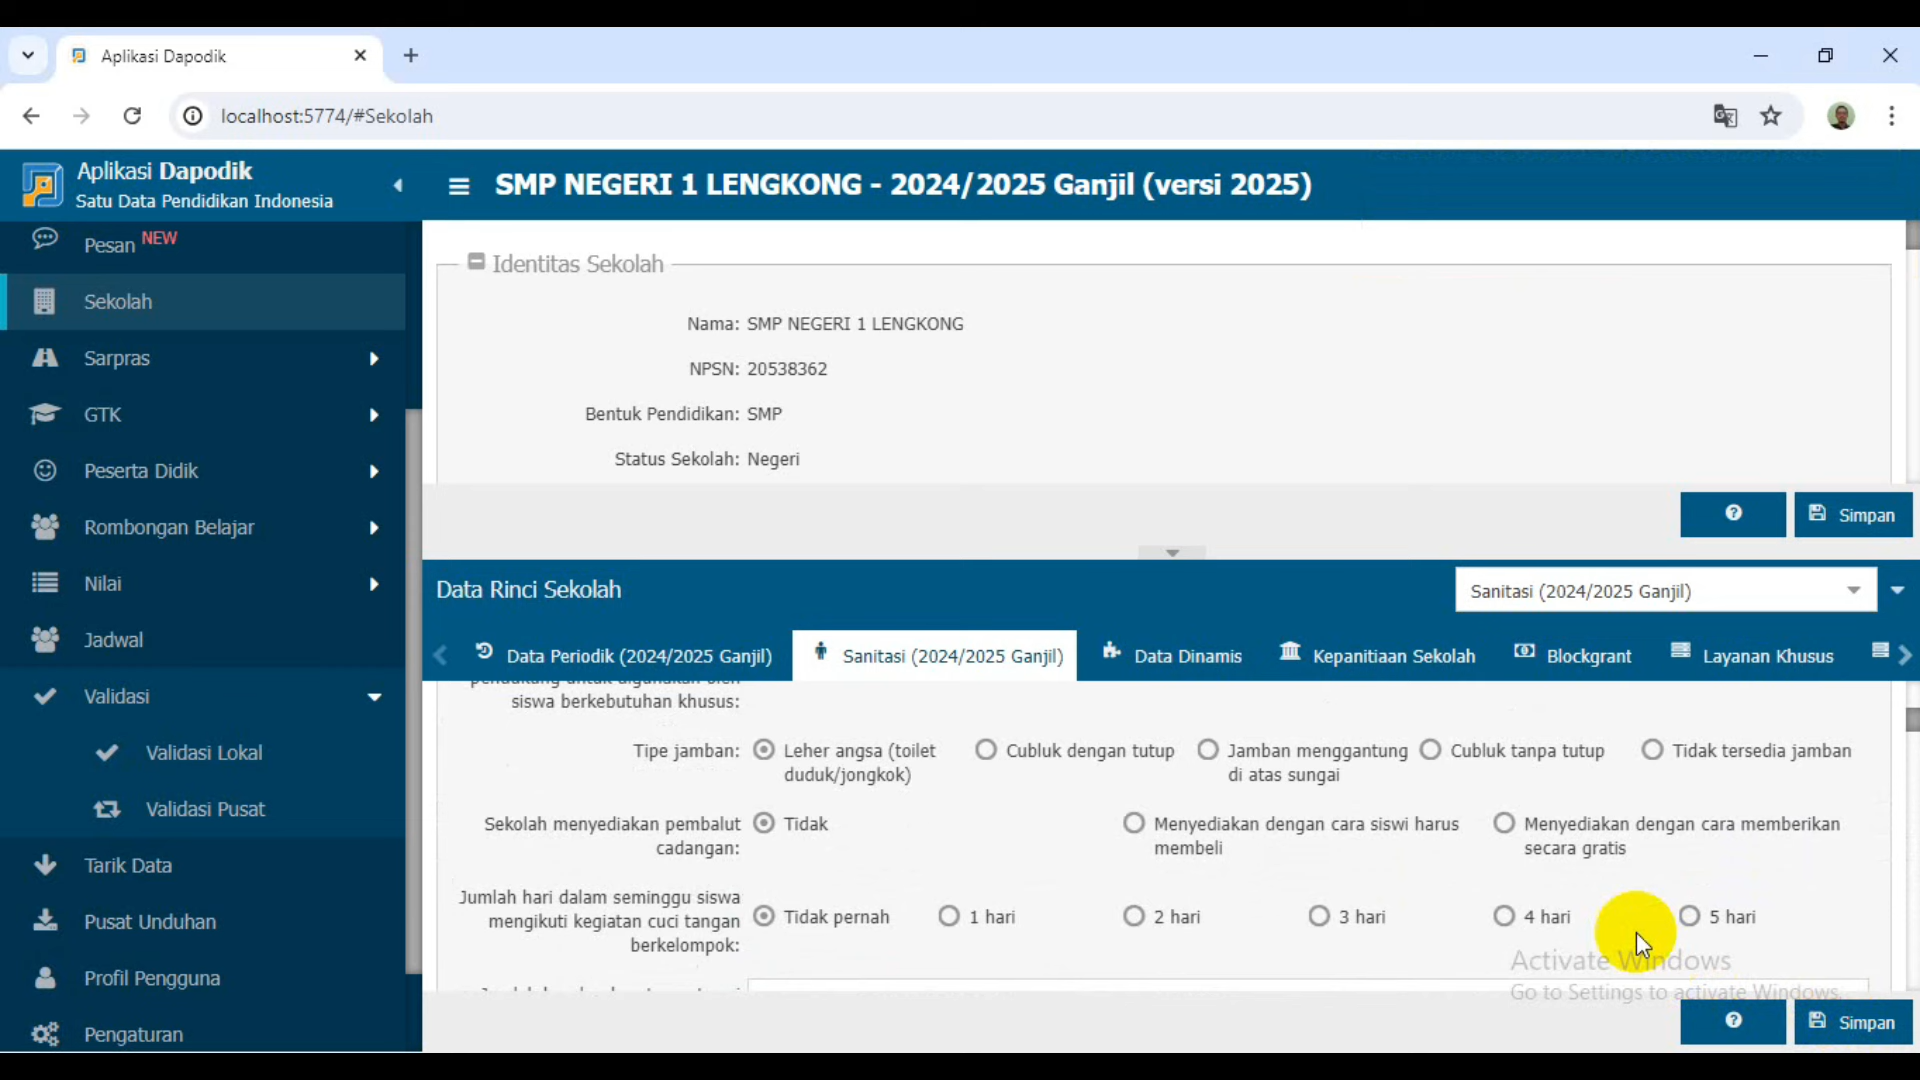 Aplikasi Dapodik
localhost:5774/#Sekolah
Aplikasi Dapodik
Satu Data Pendidikan Indonesia
SMP NEGERI 1 LENGKONG - 2024/2025 Ganjil (versi 2025)
Pesan NEW
Sekolah
Sarpras
GTK
Peserta Didik
Rombongan Belajar
Nilai
Jadwal
Validasi
Validasi Lokal
Validasi Pusat
Tarik Data
Pusat Unduhan
Profil Pengguna
Pengaturan
Identitas Sekolah
Nama: SMP NEGERI 1 LENGKONG
NPSN: 20538362
Bentuk Pendidikan: SMP
Status Sekolah: Negeri
Simpan
Data Rinci Sekolah
Sanitasi (2024/2025 Ganjil)
Data Periodik (2024/2025 Ganjil)
Sanitasi (2024/2025 Ganjil)
Data Dinamis
Kepanitiaan Sekolah
Blockgrant
Layanan Khusus
siswa berkebutuhan khusus:
Tipe jamban:
Leher angsa (toilet
duduk/jongkok)
Cubluk dengan tutup
Jamban menggantung
di atas sungai
Cubluk tanpa tutup
Tidak tersedia jamban
Sekolah menyediakan pembalut
cadangan:
Tidak
Menyediakan dengan cara siswi harus
membeli
Menyediakan dengan cara memberikan
secara gratis
Jumlah hari dalam seminggu siswa
mengikuti kegiatan cuci tangan
berkelompok:
Tidak pernah
1 hari
2 hari
3 hari
4 hari
5 hari
Activate Windows
Go to Settings to activate Windows.
Simpan